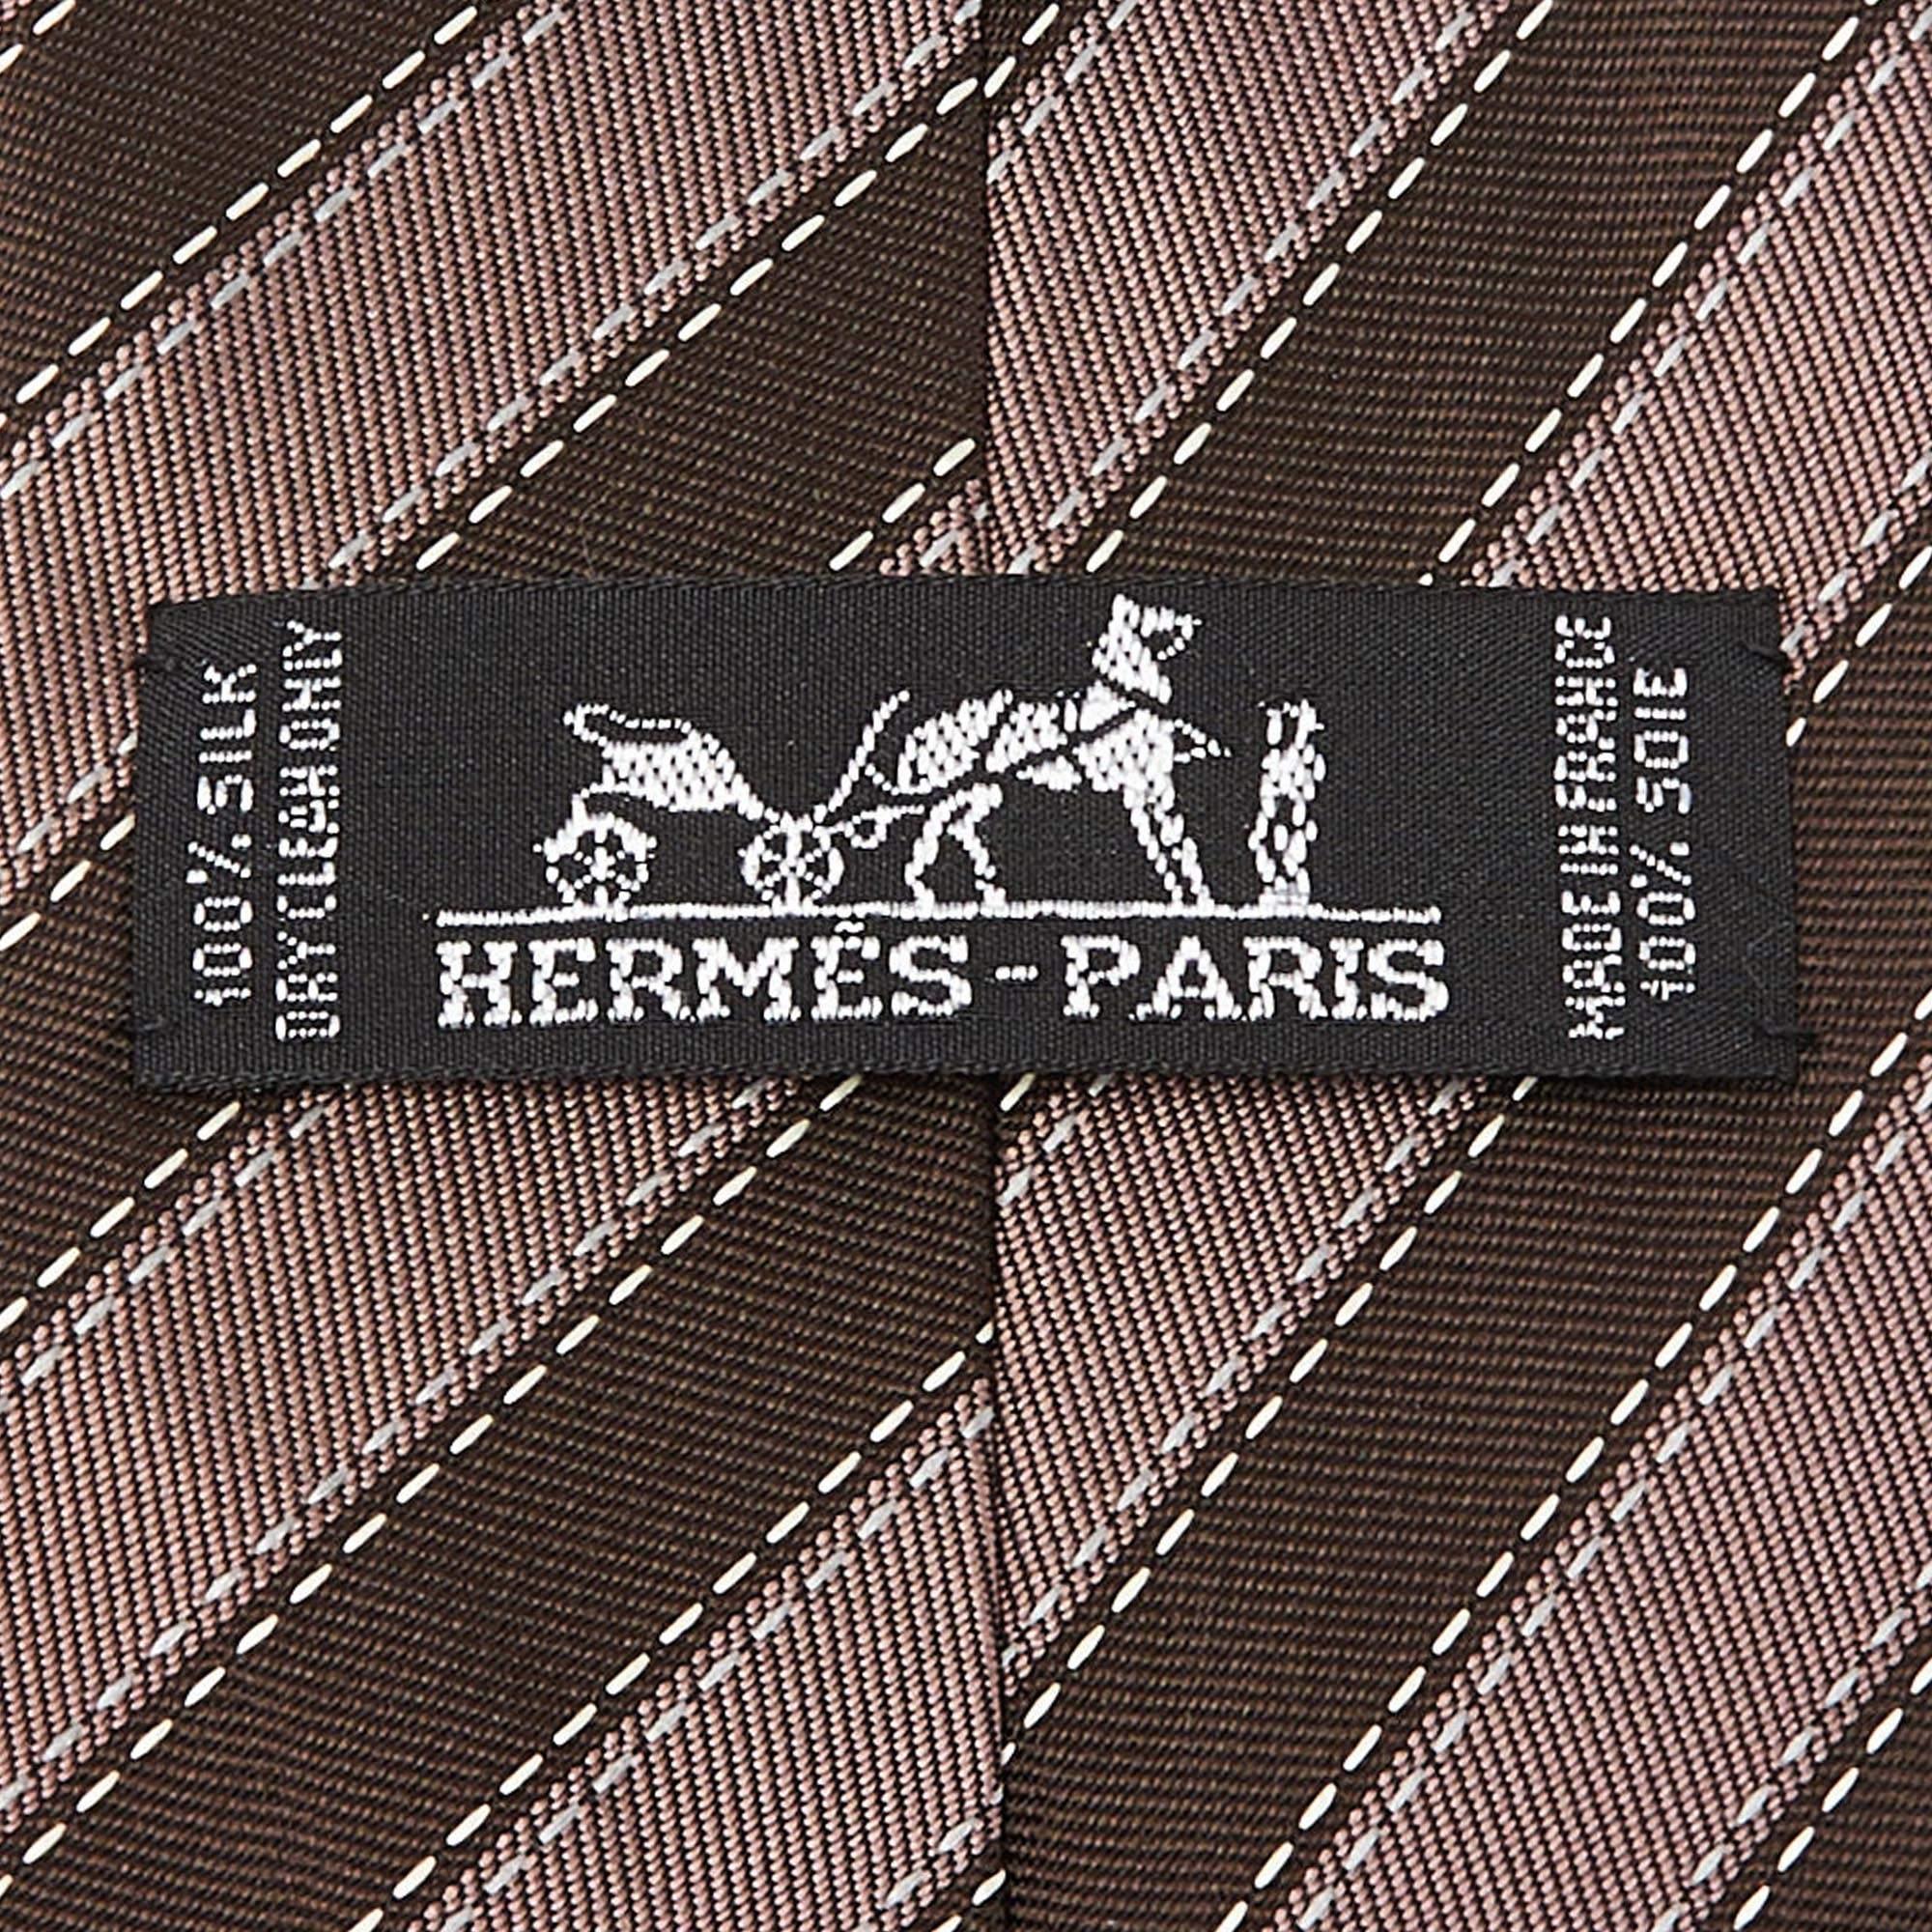 100% SILK
DRY CLEAN ONLY
HERMÈS-PARIS
MADE IN FRANCE
100% SOIE